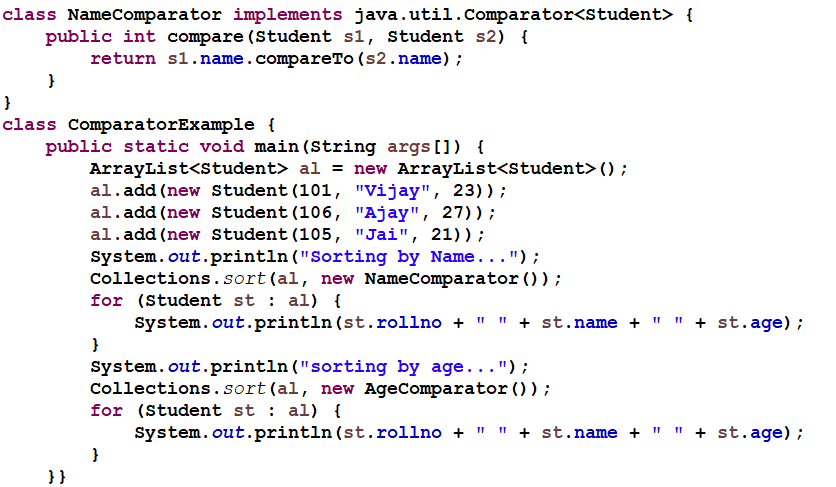 class NameComparator implements java.util.Comparator<Student> {
    public int compare(Student s1, Student s2) {
        return s1.name.compareTo(s2.name);
    }
}
class ComparatorExample {
    public static void main(String args[]) {
        ArrayList<Student> al = new ArrayList<Student>();
        al.add(new Student(101, "Vijay", 23));
        al.add(new Student(106, "Ajay", 27));
        al.add(new Student(105, "Jai", 21));
        System.out.println("Sorting by Name...");
        Collections.sort(al, new NameComparator());
        for (Student st : al) {
            System.out.println(st.rollno + " " + st.name + " " + st.age);
        }
        System.out.println("sorting by age...");
        Collections.sort(al, new AgeComparator());
        for (Student st : al) {
            System.out.println(st.rollno + " " + st.name + " " + st.age);
        }
    }}